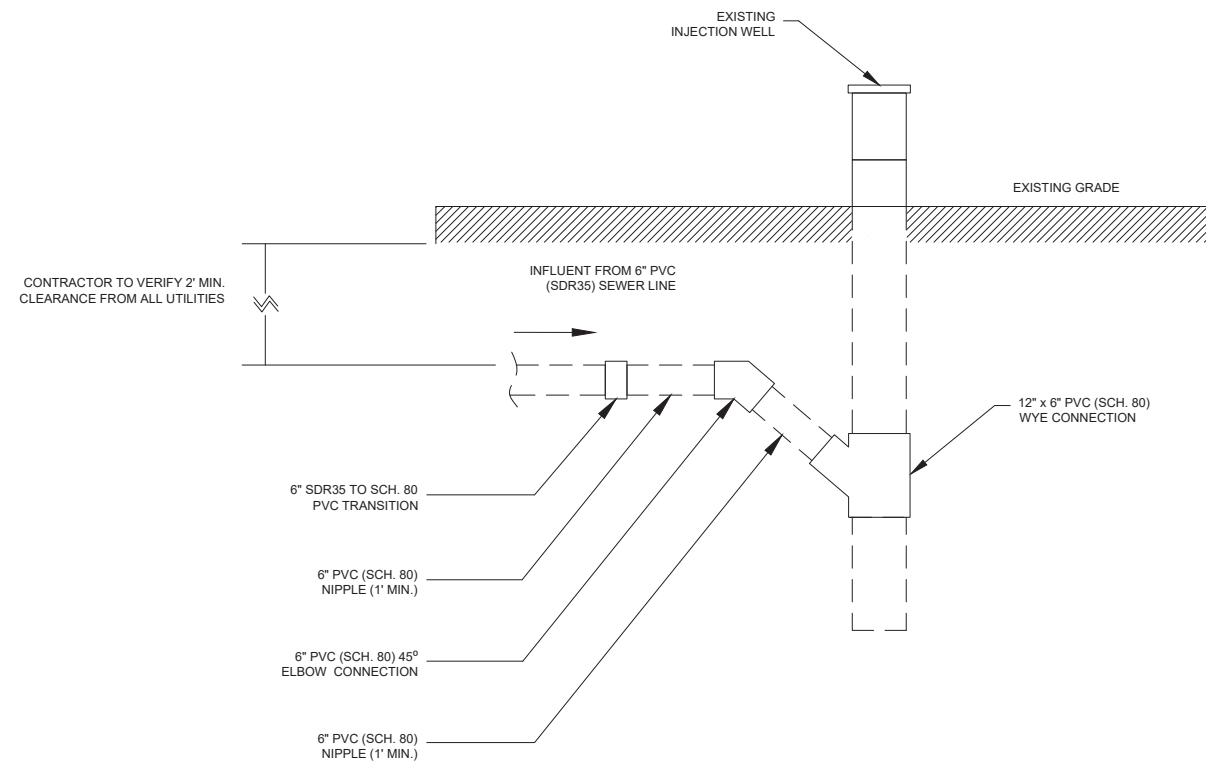 EXISTING
INJECTION WELL
EXISTING GRADE
CONTRACTOR TO VERIFY 2' MIN.
CLEARANCE FROM ALL UTILITIES
INFLUENT FROM 6" PVC
(SDR35) SEWER LINE
12" x 6" PVC (SCH. 80)
WYE CONNECTION
6" SDR35 TO SCH. 80
PVC TRANSITION
6" PVC (SCH. 80)
NIPPLE (1' MIN.)
6" PVC (SCH. 80) 45º
ELBOW CONNECTION
6" PVC (SCH. 80)
NIPPLE (1' MIN.)